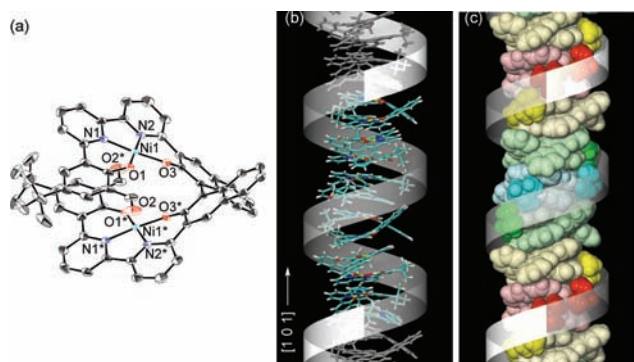 (a)
N1
N2
Ni1
O2*
O1
O3
O2
O3*
O1*
Ni1*
N1*
N2*
(b)
[1 0 1]
(c)